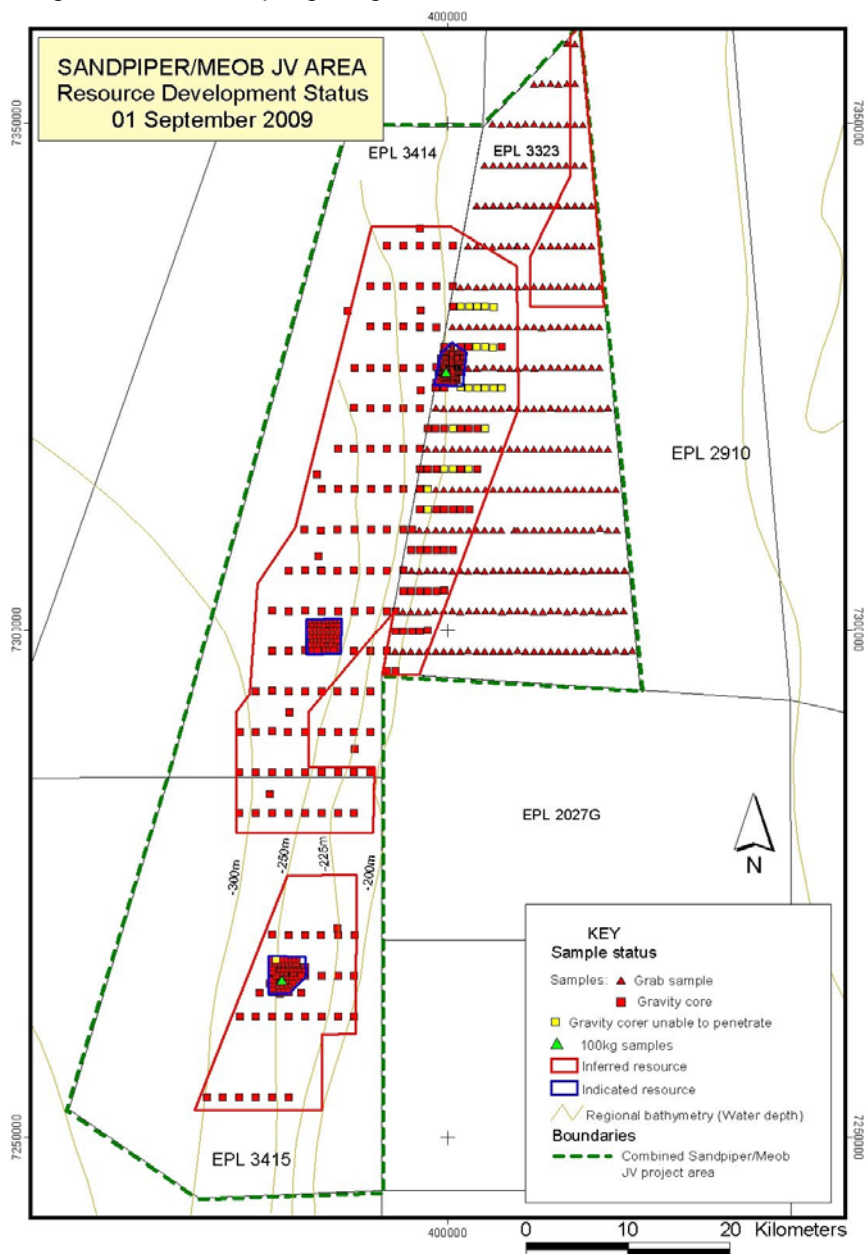 400000
SANDPIPER/MEOB JV AREA
Resource Development Status
01 September 2009
7350000
7350000
EPL 3414
EPL 3323
EPL 2910
7300000
7300000
EPL 2027G
-300m
-250m
-225m
-200m
N
KEY
Sample status
Samples: Grab sample
Gravity core
Gravity corer unable to penetrate
100kg samples
Inferred resource
Indicated resource
Regional bathymetry (Water depth)
Boundaries
Combined Sandpiper/Meob
JV project area
7250000
7250000
EPL 3415
400000
0 10 20 Kilometers